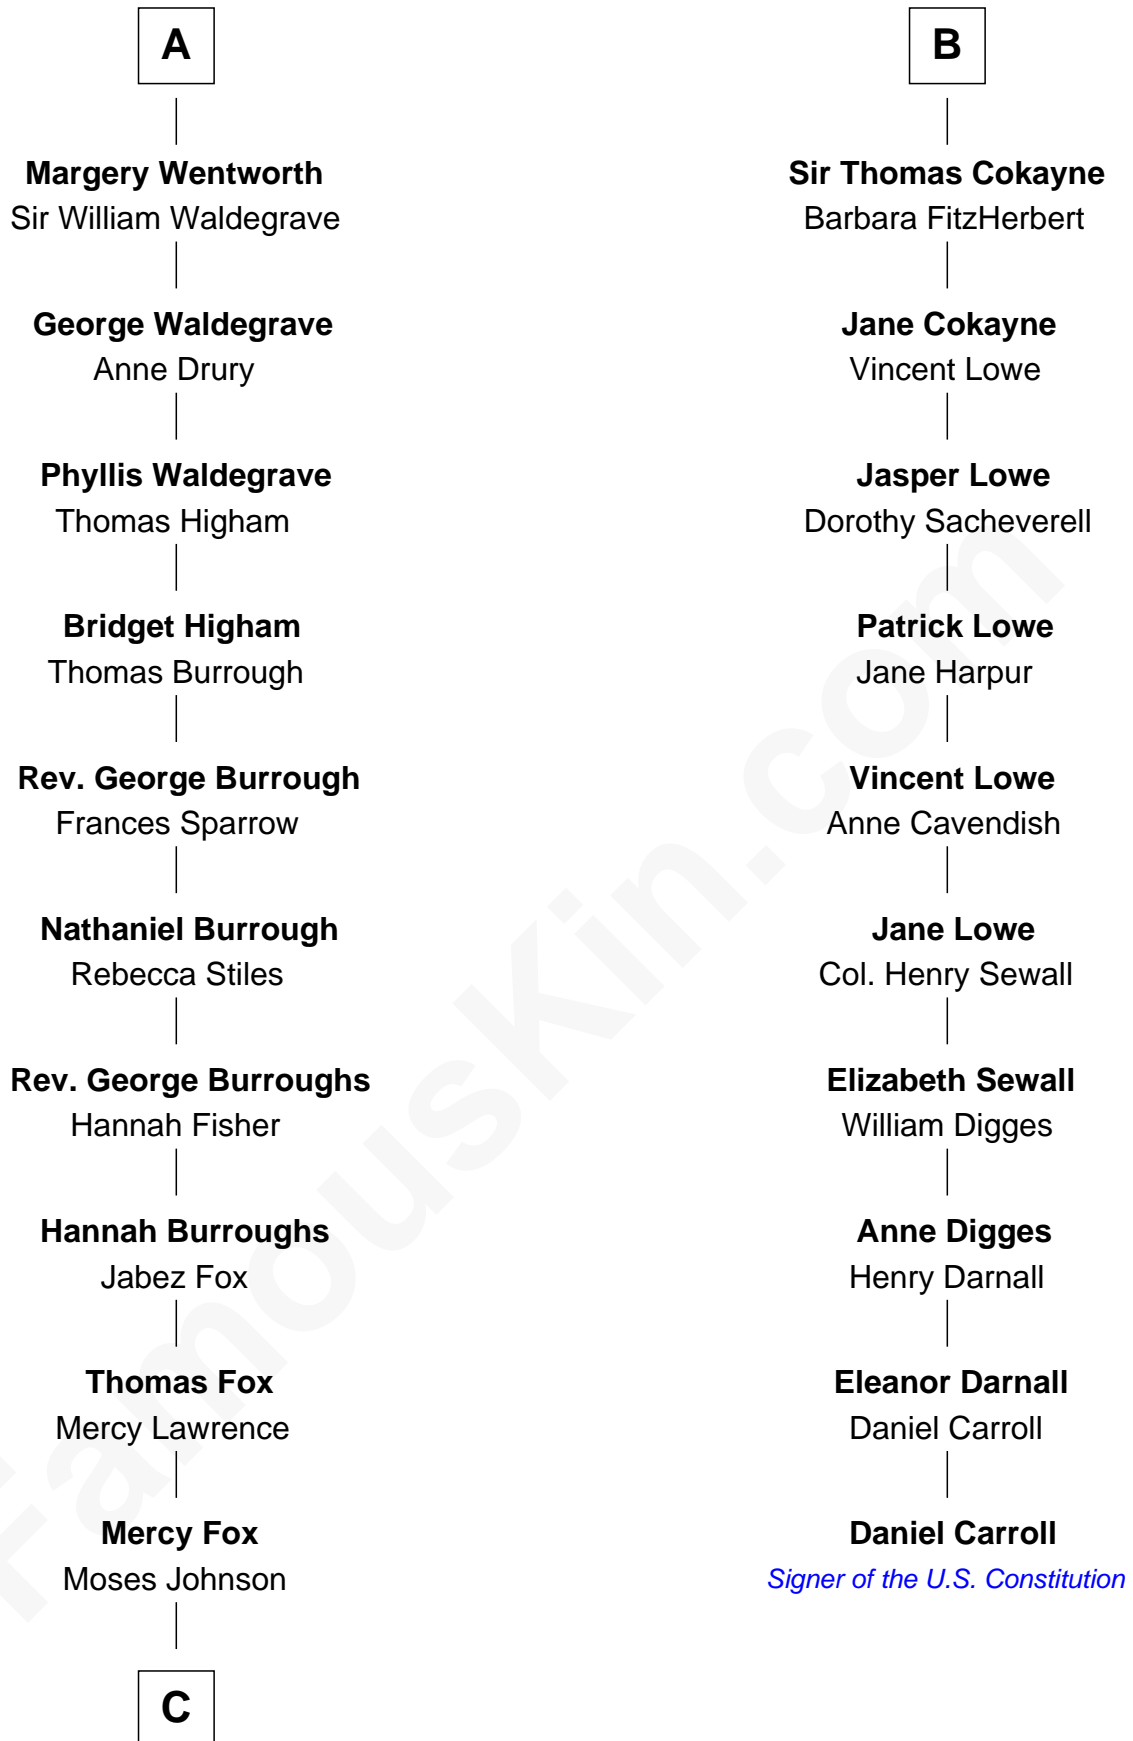 A
Margery Wentworth
Sir William Waldegrave
George Waldegrave
Anne Drury
Phyllis Waldegrave
Thomas Higham
Bridget Higham
Thomas Burrough
Rev. George Burrough
Frances Sparrow
Nathaniel Burrough
Rebecca Stiles
Rev. George Burroughs
Hannah Fisher
Hannah Burroughs
Jabez Fox
Thomas Fox
Mercy Lawrence
Mercy Fox
Moses Johnson
C
B
Sir Thomas Cokayne
Barbara FitzHerbert
Jane Cokayne
Vincent Lowe
Jasper Lowe
Dorothy Sacheverell
Patrick Lowe
Jane Harpur
Vincent Lowe
Anne Cavendish
Jane Lowe
Col. Henry Sewall
Elizabeth Sewall
William Digges
Anne Digges
Henry Darnall
Eleanor Darnall
Daniel Carroll
Daniel Carroll
Signer of the U.S. Constitution
FamousKin.com